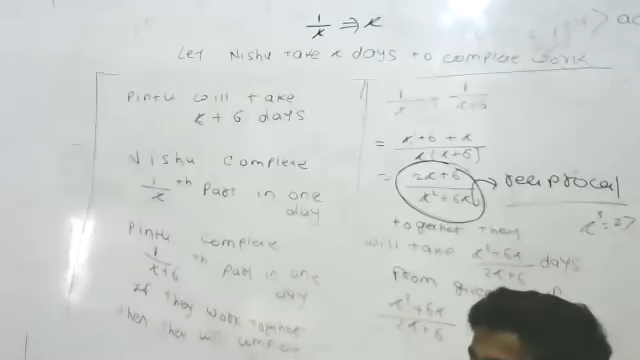 1/x ⇒ x
Let Nishu take x days to complete work
Pintu will take
x + 6 days
Nishu complete
1/x th part in one
day
Pintu complete
1/x+6 th part in one
day
if they work together
then they will
= x+6 + x / x(x+6)
= 2x+6 / x²+6x → reciprocal
together they
will take x²+6x / 2x+6 days
From given
x²+6x / 2x+6